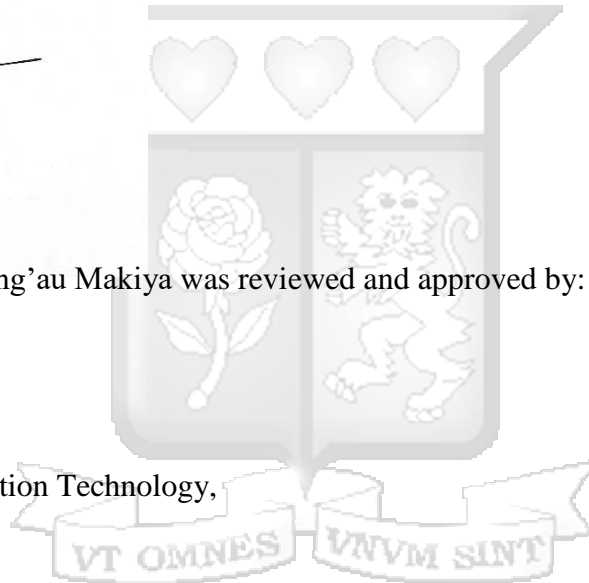 ng’au Makiya was reviewed and approved by:
tion Technology,
VT OMNES VNVM SINT